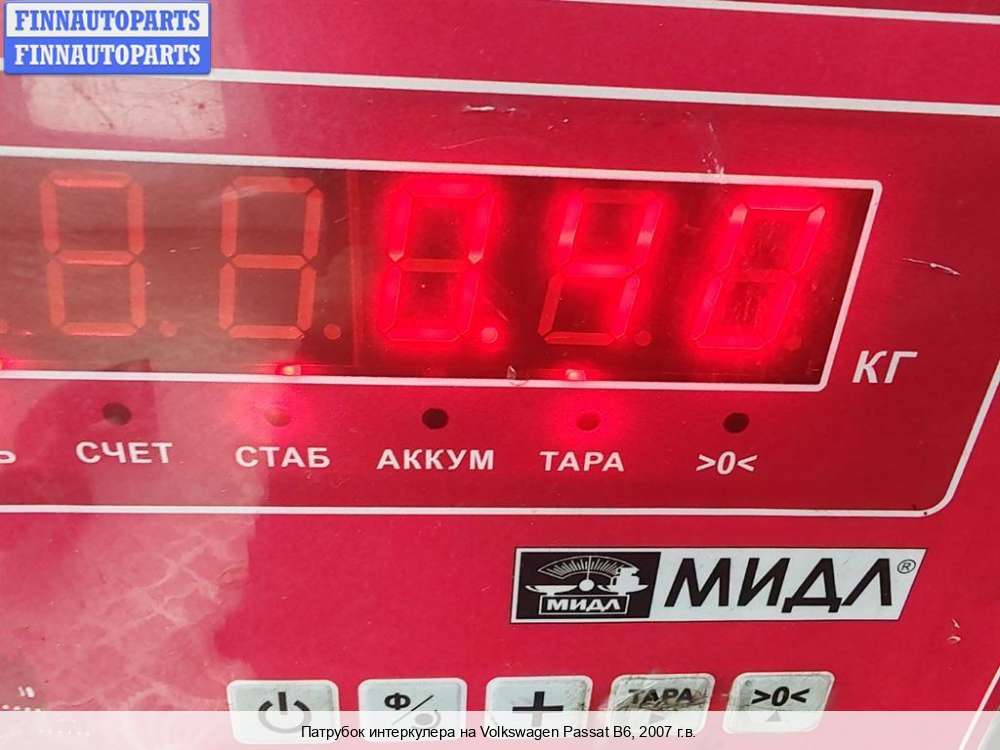 FINNAUTOPARTS
FINNAUTOPARTS
0.40
КГ
Ь СЧЕТ СТАБ АККУМ ТАРА >0<
МИДЛ МИДЛ®
Ф/ + ТАРА >0<
Патрубок интеркулера на Volkswagen Passat B6, 2007 г.в.